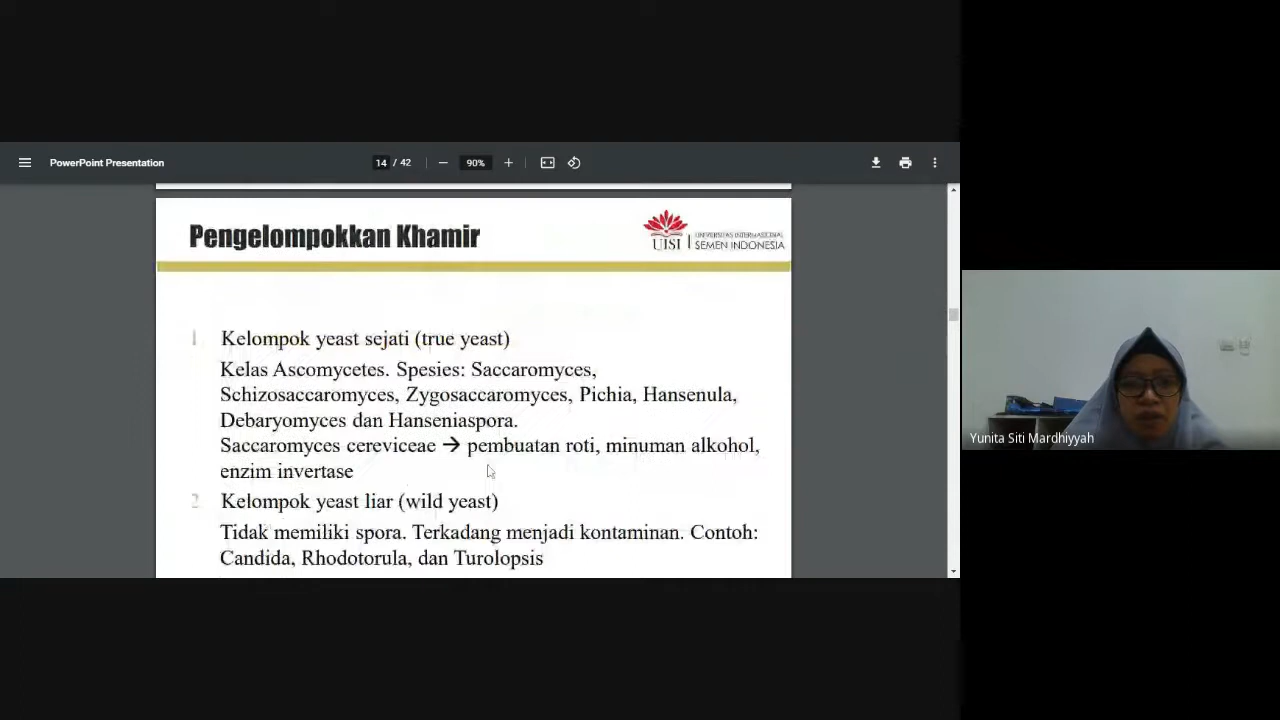 PowerPoint Presentation
14 / 42
90%
Pengelompokkan Khamir
UISI
UNIVERSITAS INTERNASIONAL
SEMEN INDONESIA
1. Kelompok yeast sejati (true yeast)
Kelas Ascomycetes. Spesies: Saccaromyces,
Schizosaccaromyces, Zygosaccaromyces, Pichia, Hansenula,
Debaryomyces dan Hanseniaspora.
Saccaromyces cereviceae → pembuatan roti, minuman alkohol,
enzim invertase
2. Kelompok yeast liar (wild yeast)
Tidak memiliki spora. Terkadang menjadi kontaminan. Contoh:
Candida, Rhodotorula, dan Turolopsis
Yunita Siti Mardhiyyah